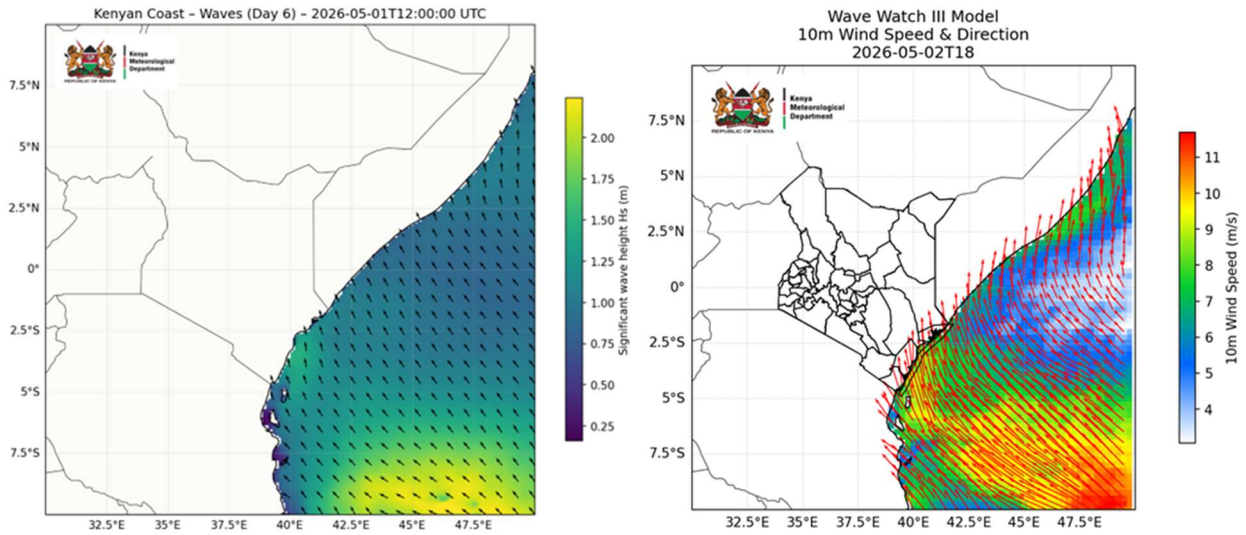 Kenyan Coast – Waves (Day 6) – 2026-05-01T12:00:00 UTC
Kenya
Meteorological
Department
REPUBLIC OF KENYA
7.5°N
5°N
2.5°N
0°
2.5°S
5°S
7.5°S
32.5°E 35°E 37.5°E 40°E 42.5°E 45°E 47.5°E
2.00
1.75
1.50
1.25
1.00
0.75
0.50
0.25
Significant wave height Hs (m)
Wave Watch III Model
10m Wind Speed & Direction
2026-05-02T18
Kenya
Meteorological
Department
REPUBLIC OF KENYA
7.5°N
5°N
2.5°N
0°
2.5°S
5°S
7.5°S
32.5°E 35°E 37.5°E 40°E 42.5°E 45°E 47.5°E
11
10
9
8
7
6
5
4
10m Wind Speed (m/s)